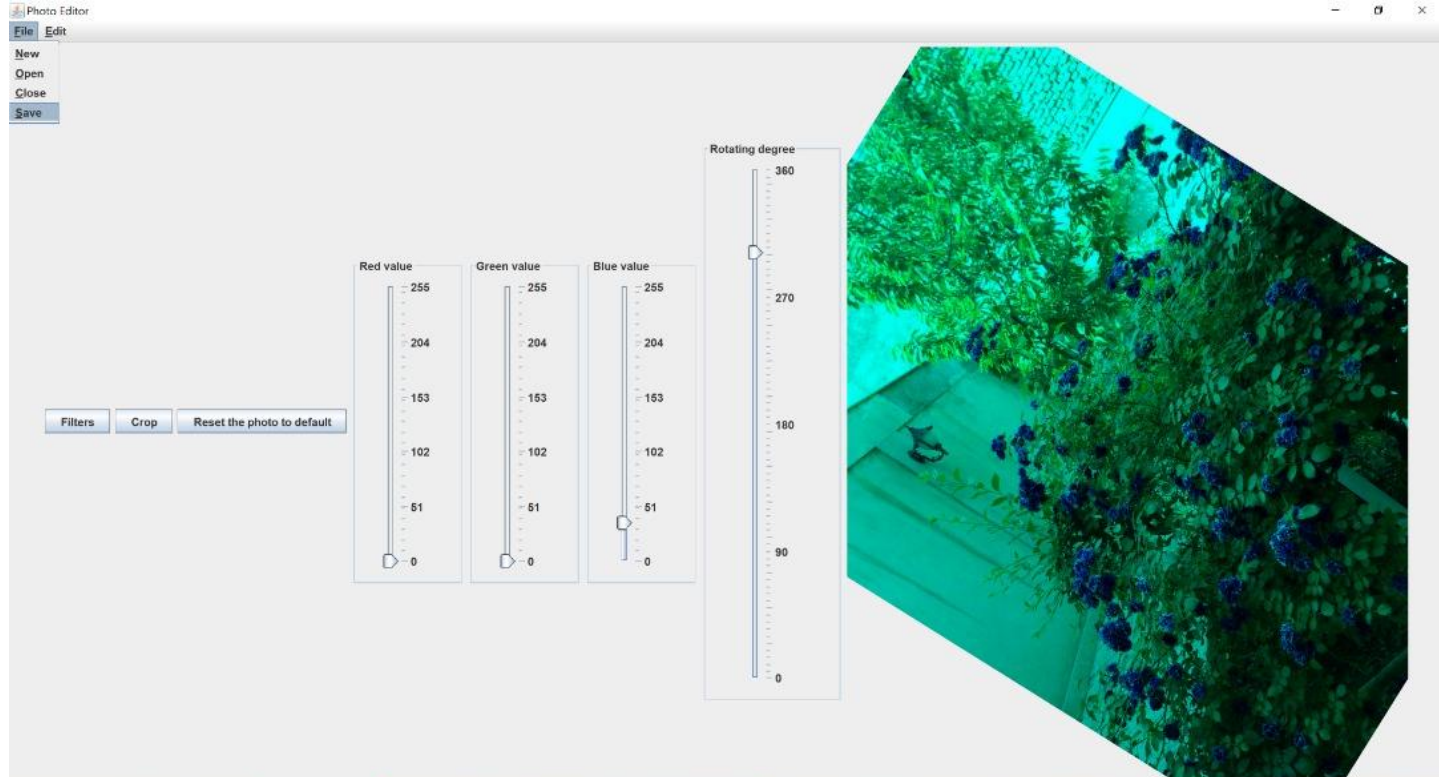 Photo Editor
File Edit
New
Open
Close
Save
Filters
Crop
Reset the photo to default
Red value
255
204
153
102
51
0
Green value
255
204
153
102
51
0
Blue value
255
204
153
102
51
0
Rotating degree
360
270
180
90
0